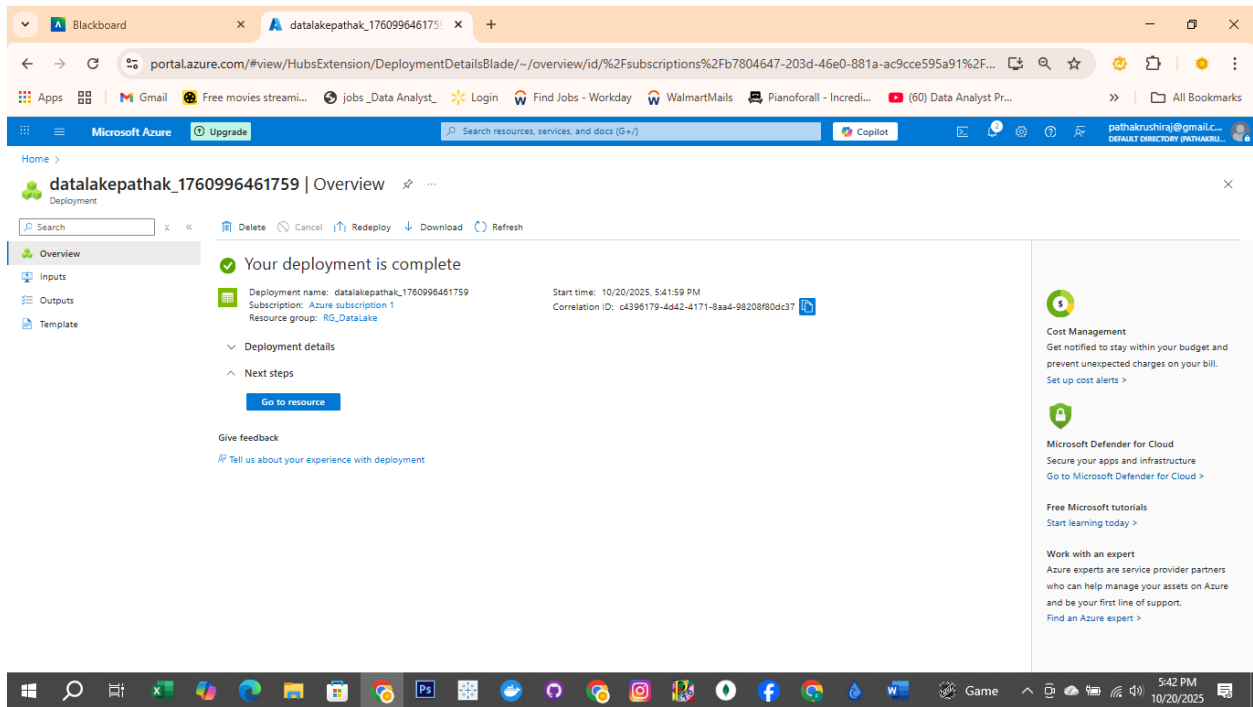 Blackboard
datalakepathak_1760996461759
portal.azure.com/#view/HubsExtension/DeploymentDetailsBlade/~/overview/id/%2Fsubscriptions%2Fb7804647-203d-46e0-881a-ac9cce595a91%2F...
Apps
Gmail
Free movies streami...
jobs _Data Analyst_
Login
Find Jobs - Workday
WalmartMails
Pianoforall - Incredi...
(60) Data Analyst Pr...
»
All Bookmarks
Microsoft Azure
Upgrade
Search resources, services, and docs (G+/)
Copilot
2
pathakrushiraj@gmail.c...
DEFAULT DIRECTORY (PATHAKRU...
Home >
datalakepathak_1760996461759 | Overview
...
Deployment
Search
«
Delete
Cancel
Redeploy
Download
Refresh
Overview
Inputs
Outputs
Template
Your deployment is complete
Deployment name: datalakepathak_1760996461759
Subscription: Azure subscription 1
Resource group: RG_DataLake
Start time: 10/20/2025, 5:41:59 PM
Correlation ID: c4396179-4d42-4171-8aa4-98208f80dc37
Deployment details
Next steps
Go to resource
Give feedback
Tell us about your experience with deployment
$
Cost Management
Get notified to stay within your budget and
prevent unexpected charges on your bill.
Set up cost alerts >
Microsoft Defender for Cloud
Secure your apps and infrastructure
Go to Microsoft Defender for Cloud >
Free Microsoft tutorials
Start learning today >
Work with an expert
Azure experts are service provider partners
who can help manage your assets on Azure
and be your first line of support.
Find an Azure expert >
Ps
Game
5:42 PM
10/20/2025